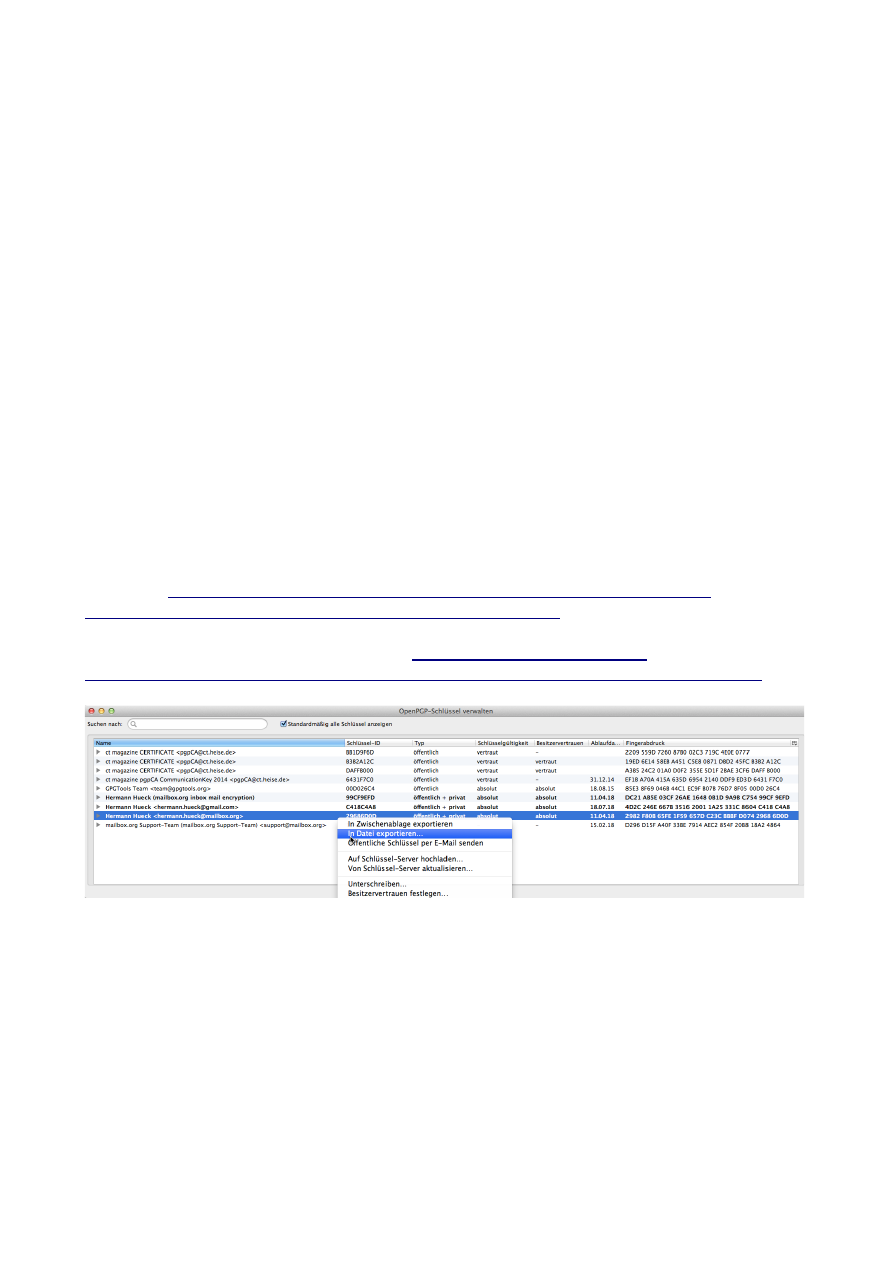 OpenPGP-Schlüssel verwalten
Suchen nach: Standardmäßig alle Schlüssel anzeigen
Name Schlüssel-ID Typ Schlüsselgültigkeit Besitzervertrauen Ablaufda... Fingerabdruck
ct magazine CERTIFICATE <pgpCA@ct.heise.de> BB1D9F6D öffentlich vertraut - 2209 559D 7260 87B0 02C3 719C 4E0E 0777
ct magazine CERTIFICATE <pgpCA@ct.heise.de> B3B2A12C öffentlich vertraut vertraut 19ED 6E14 58E8 A451 C5E8 0871 DBD2 45FC B382 A12C
ct magazine CERTIFICATE <pgpCA@ct.heise.de> DAFFB000 öffentlich vertraut vertraut A3B5 24C2 01A0 D0F2 355E 5D1F 2BAE 3CF6 DAFF B000
ct magazine pgpCA CommunicationKey 2014 <pgpCA@ct.heise.de> 6431F7C0 öffentlich vertraut - 31.12.14 EF18 A70A 415A 635D 6954 2140 DDF9 ED3D 6431 F7C0
GPGTools Team <team@gpgtools.org> 00D026C4 öffentlich absolut absolut 18.08.15 85E3 8F69 046B 44C1 EC9F B07B 76D7 8F05 00D0 26C4
Hermann Hueck (mailbox.org inbox mail encryption) 99CF9EFD öffentlich + privat absolut absolut 11.04.18 DC21 A85E 03CF 26AE 1648 0B1D 9A9B C754 99CF 9EFD
Hermann Hueck <hermann.hueck@gmail.com> C418C4A8 öffentlich + privat absolut absolut 18.07.18 4D2C 246E 667B 3516 2001 1A25 331C 8604 C418 C4A8
Hermann Hueck <hermann.hueck@mailbox.org> 29686D0D öffentlich + privat absolut absolut 11.04.18 2982 F808 65FE 1F59 657D C23C BBBF D074 2968 6D0D
mailbox.org Support-Team (mailbox.org Support-Team) <support@mailbox.org> - 15.02.18 D296 D15F A40F 33BE 7914 AEC2 854F 20BB 18A2 4864
In Zwischenablage exportieren
In Datei exportieren...
Öffentliche Schlüssel per E-Mail senden
Auf Schlüssel-Server hochladen...
Von Schlüssel-Server aktualisieren...
Unterschreiben...
Besitzervertrauen festlegen...